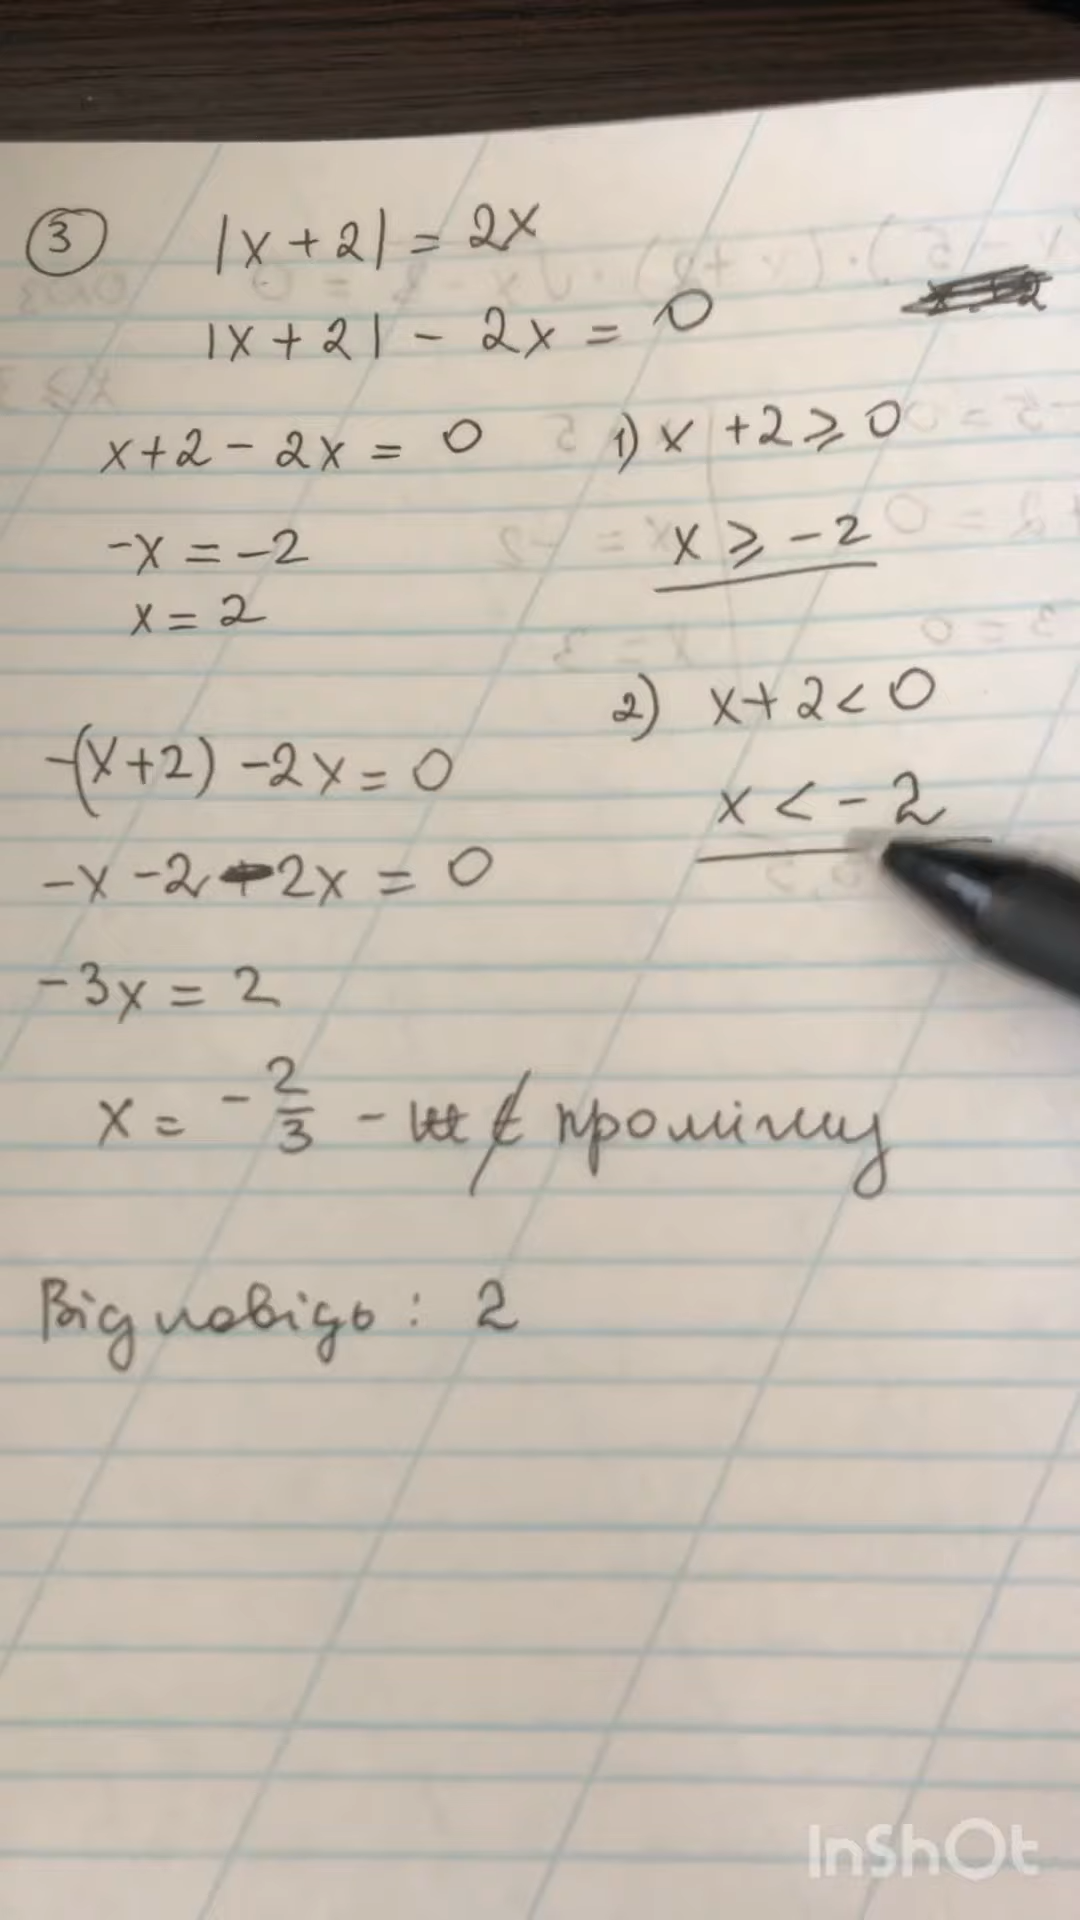 ③ |x+2| = 2x
|x+2| - 2x = 0
x+2 - 2x = 0
1) x + 2 ⩾ 0
-x = -2
x ⩾ -2
x = 2
2) x + 2 < 0
-(x+2) - 2x = 0
x < -2
-x - 2 - 2x = 0
-3x = 2
x = -2/3 - ∉ проміжку
Відповідь: 2
InShOt